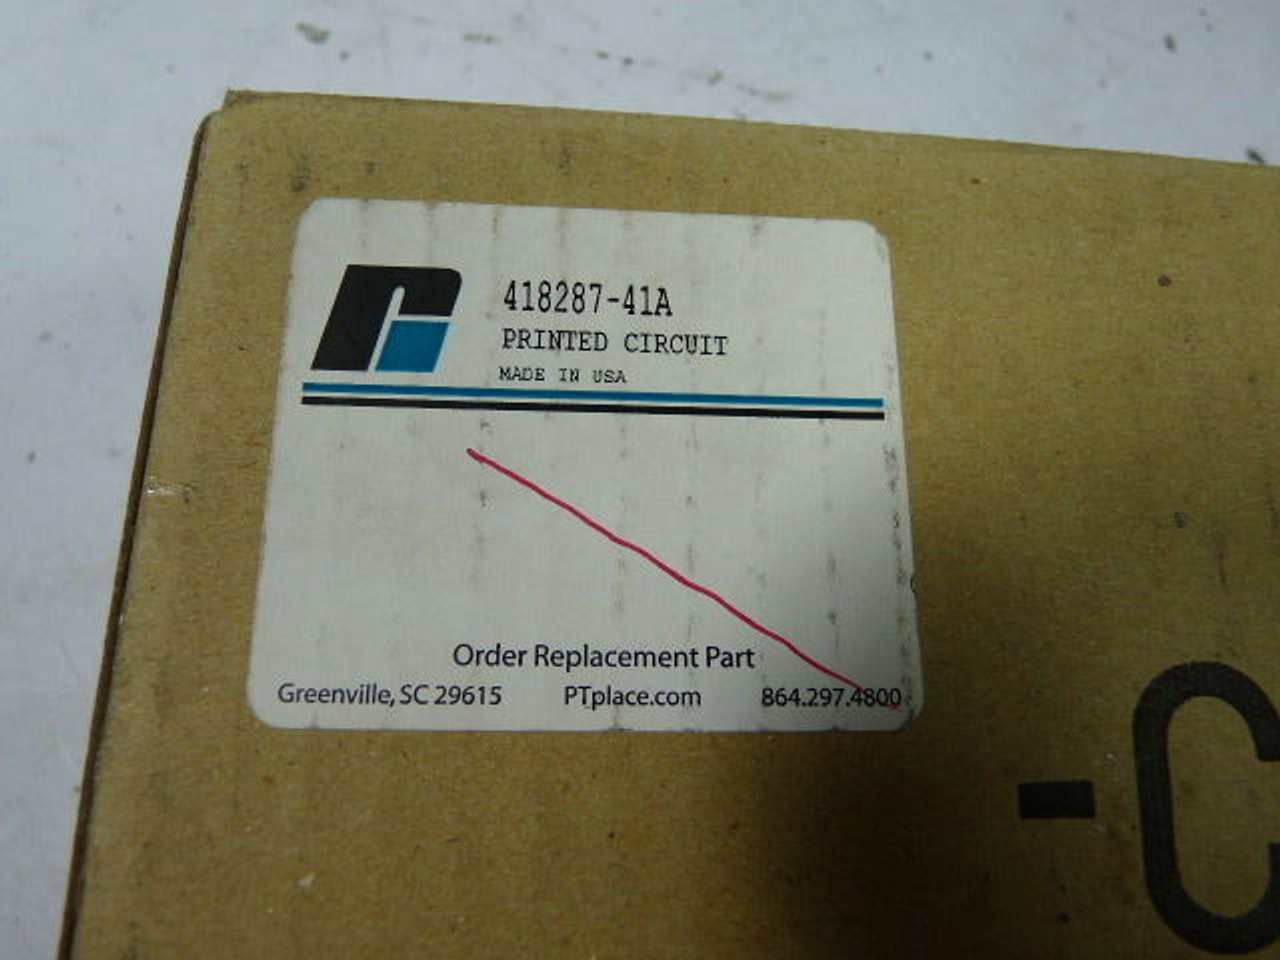 418287-41A
PRINTED CIRCUIT
MADE IN USA
Order Replacement Part
Greenville, SC 29615 PTplace.com 864.297.4800
-C